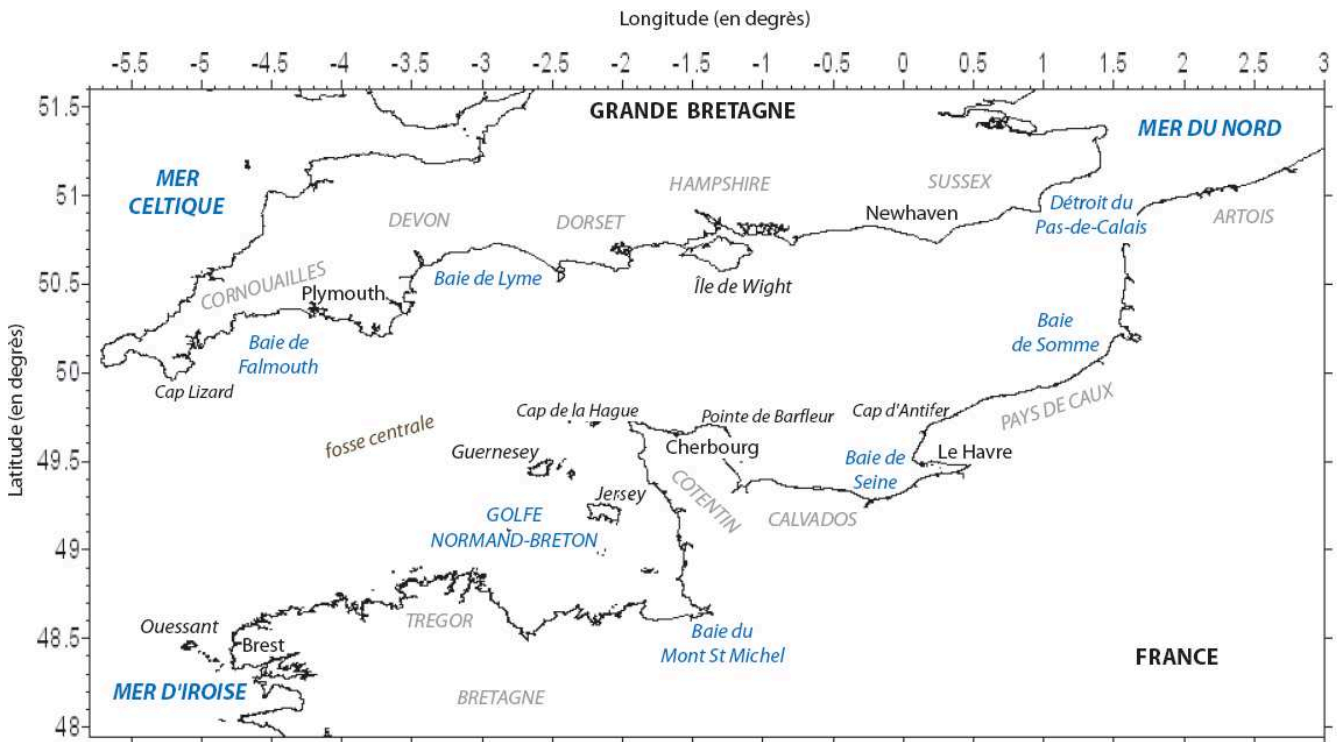 Longitude (en degrès)
-5.5 -5 -4.5 -4 -3.5 -3 -2.5 -2 -1.5 -1 -0.5 0 0.5 1 1.5 2 2.5 3
Latitude (en degrès)
51.5
51
50.5
50
49.5
49
48.5
48
GRANDE BRETAGNE
MER DU NORD
MER
CELTIQUE
HAMPSHIRE
SUSSEX
DEVON
DORSET
Newhaven
Détroit du
Pas-de-Calais
ARTOIS
CORNOUAILLES
Plymouth
Baie de Lyme
Île de Wight
Baie de
Falmouth
Baie
de Somme
Cap Lizard
Cap de la Hague
Pointe de Barfleur
Cap d'Antifer
PAYS DE CAUX
fosse centrale
Guernesey
Cherbourg
Baie de
Seine
Le Havre
Jersey
COTENTIN
CALVADOS
GOLFE
NORMAND-BRETON
TREGOR
Ouessant
Brest
Baie du
Mont St Michel
FRANCE
MER D'IROISE
BRETAGNE